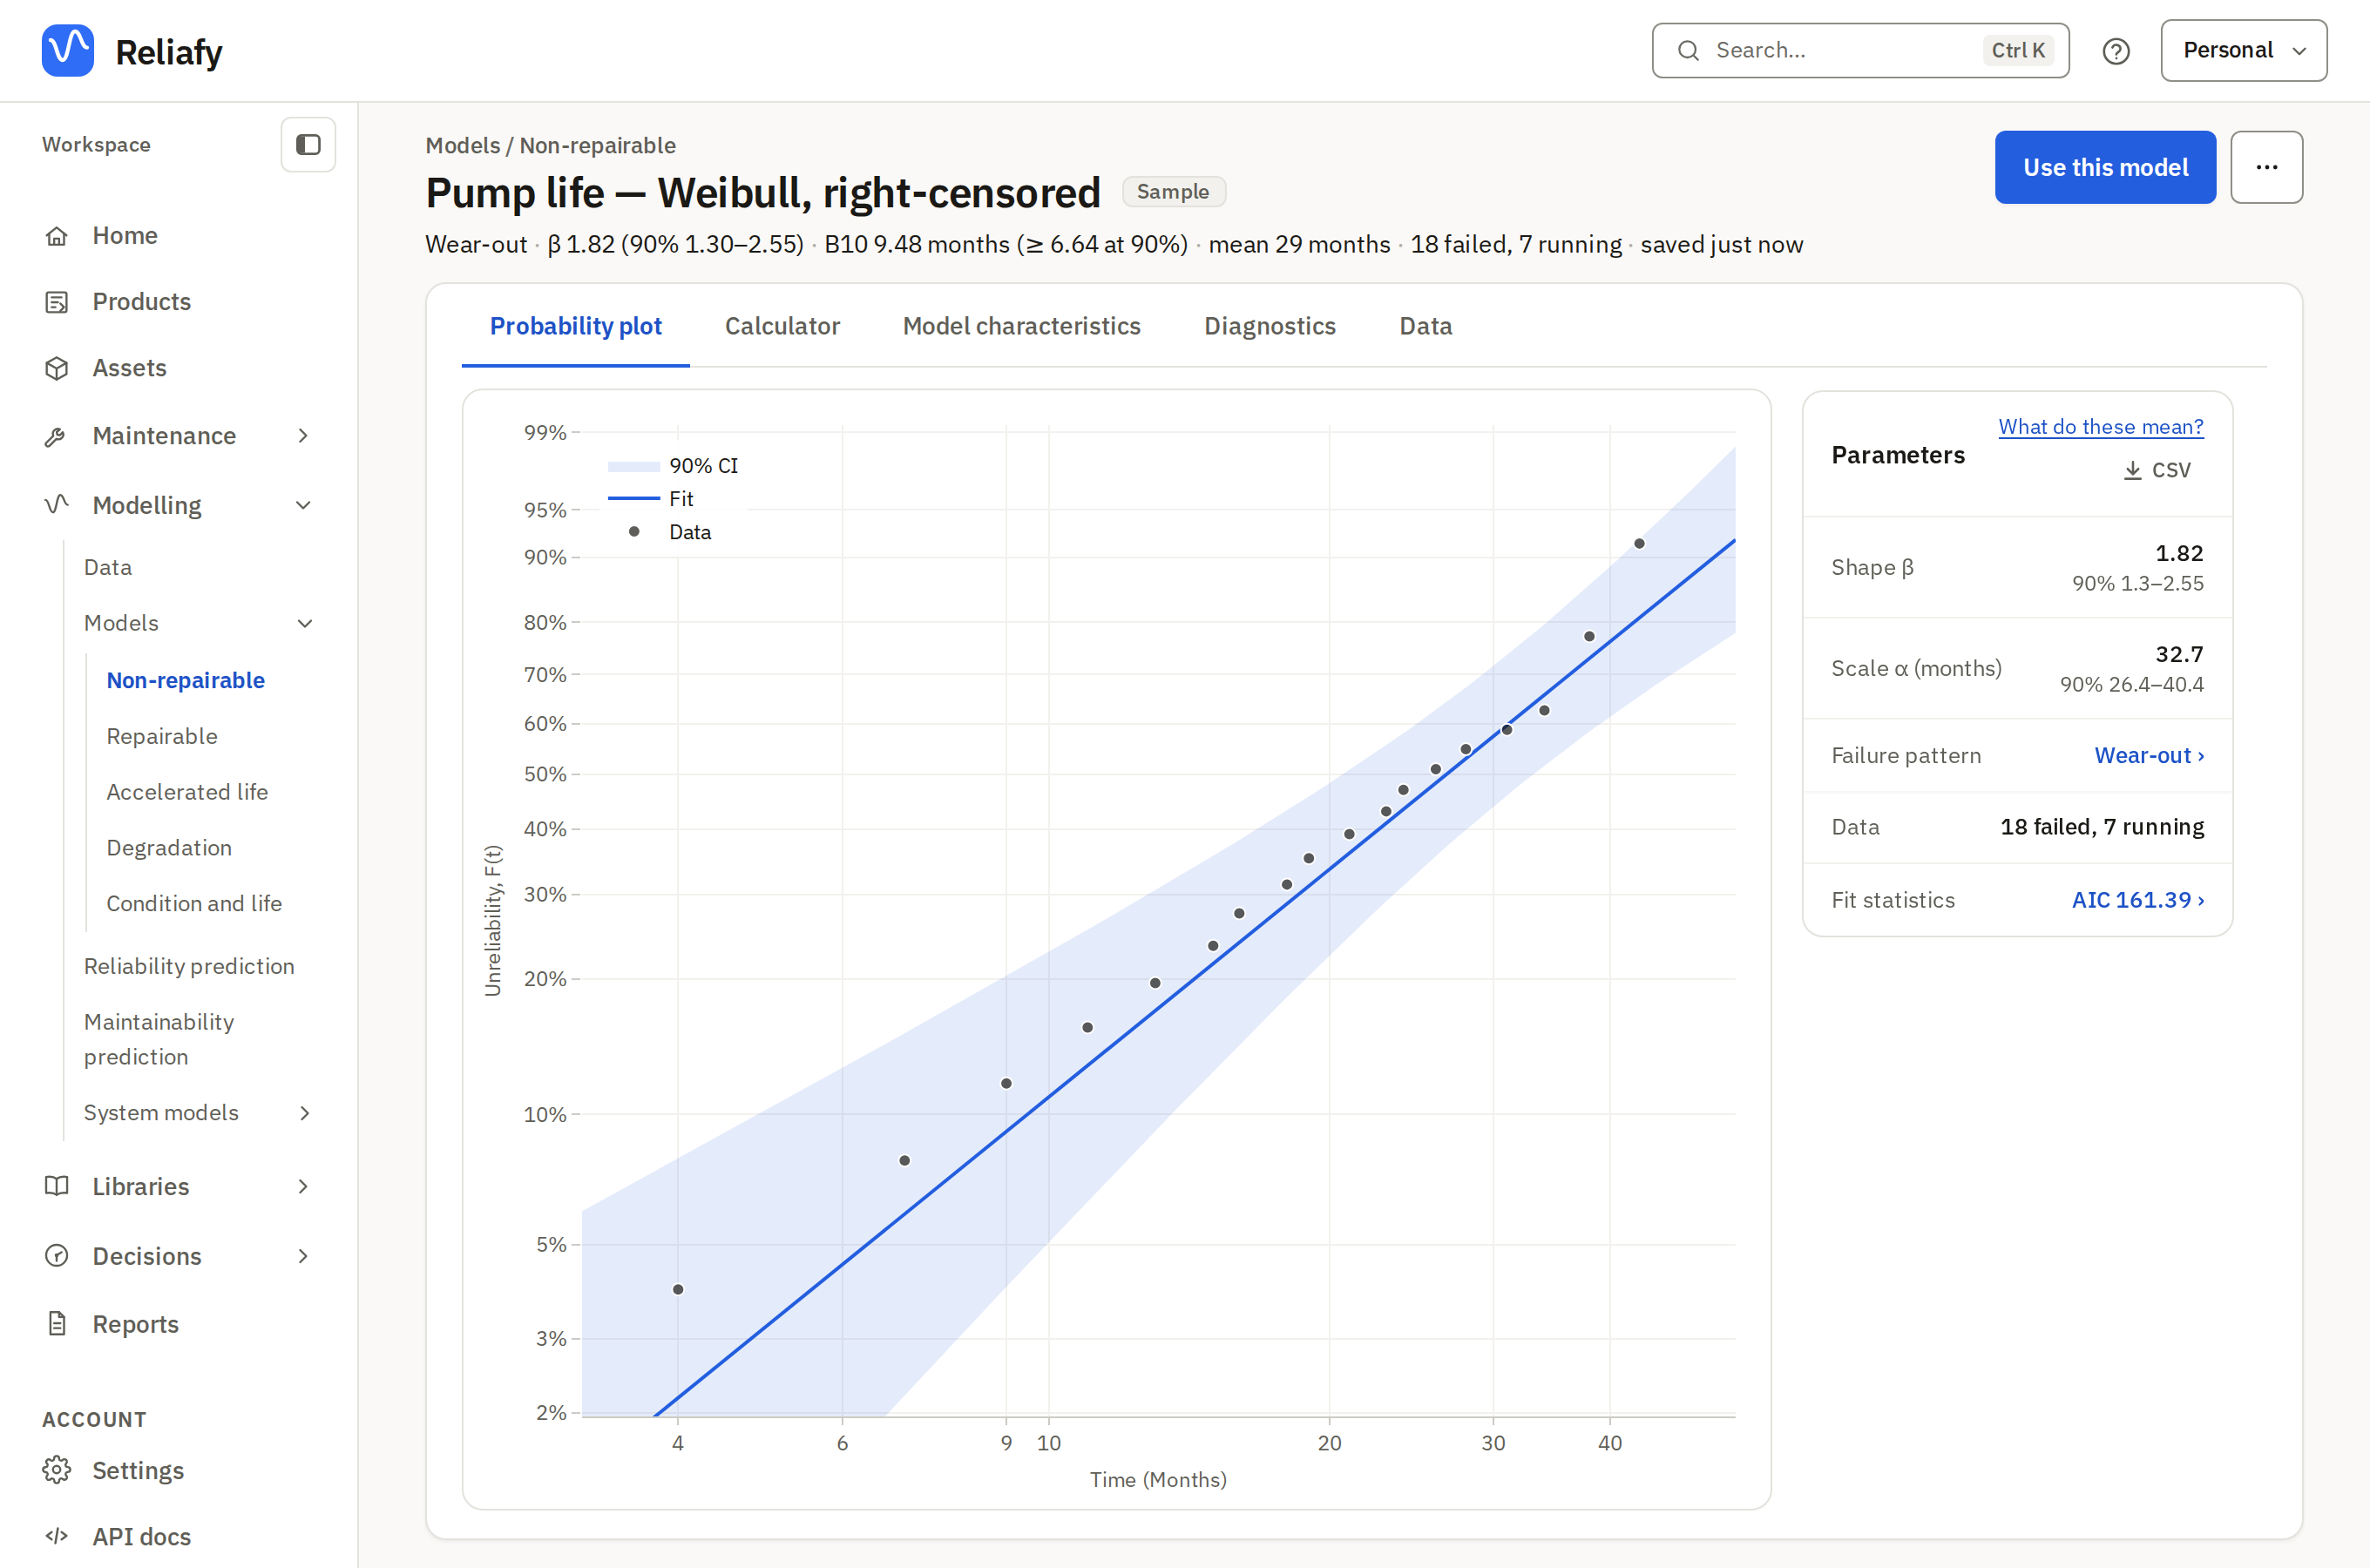 Reliafy
Search...
Ctrl K
Personal
Workspace
Home
Products
Assets
Maintenance
Modelling
Data
Models
Non-repairable
Repairable
Accelerated life
Degradation
Condition and life
Reliability prediction
Maintainability
prediction
System models
Libraries
Decisions
Reports
ACCOUNT
Settings
API docs
Models / Non-repairable
Pump life — Weibull, right-censored
Sample
Use this model
Wear-out · β 1.82 (90% 1.30–2.55) · B10 9.48 months (≥ 6.64 at 90%) · mean 29 months · 18 failed, 7 running · saved just now
Probability plot
Calculator
Model characteristics
Diagnostics
Data
90% CI
Fit
Data
Unreliability, F(t)
99%
95%
90%
80%
70%
60%
50%
40%
30%
20%
10%
5%
3%
2%
4
6
9
10
20
30
40
Time (Months)
Parameters
What do these mean?
CSV
Shape β
1.82
90% 1.3–2.55
Scale α (months)
32.7
90% 26.4–40.4
Failure pattern
Wear-out ›
Data
18 failed, 7 running
Fit statistics
AIC 161.39 ›